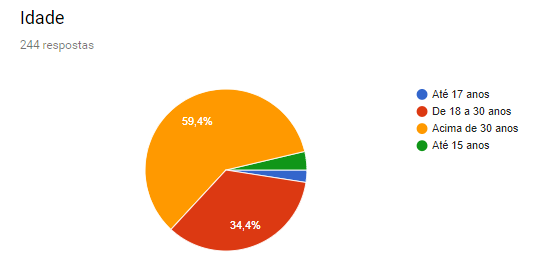 Idade
244 respostas
Até 17 anos
De 18 a 30 anos
Acima de 30 anos
Até 15 anos
59,4%
34,4%